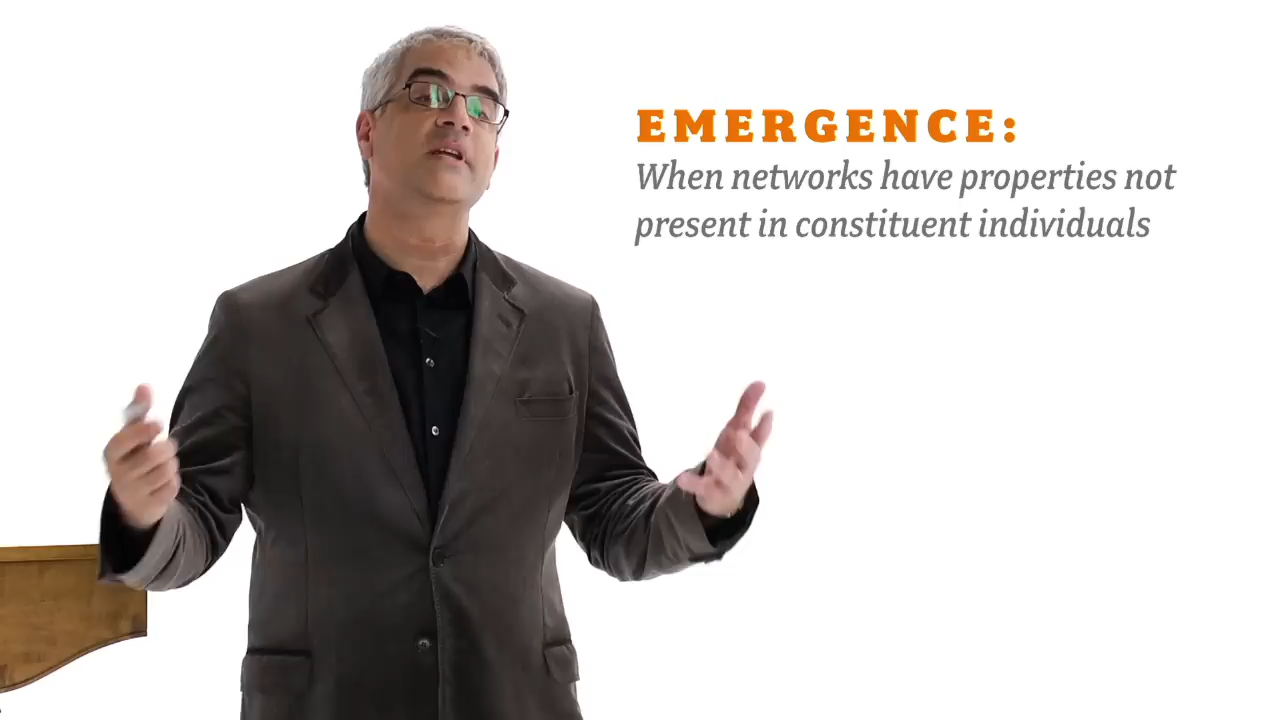 EMERGENCE:
When networks have properties not
present in constituent individuals